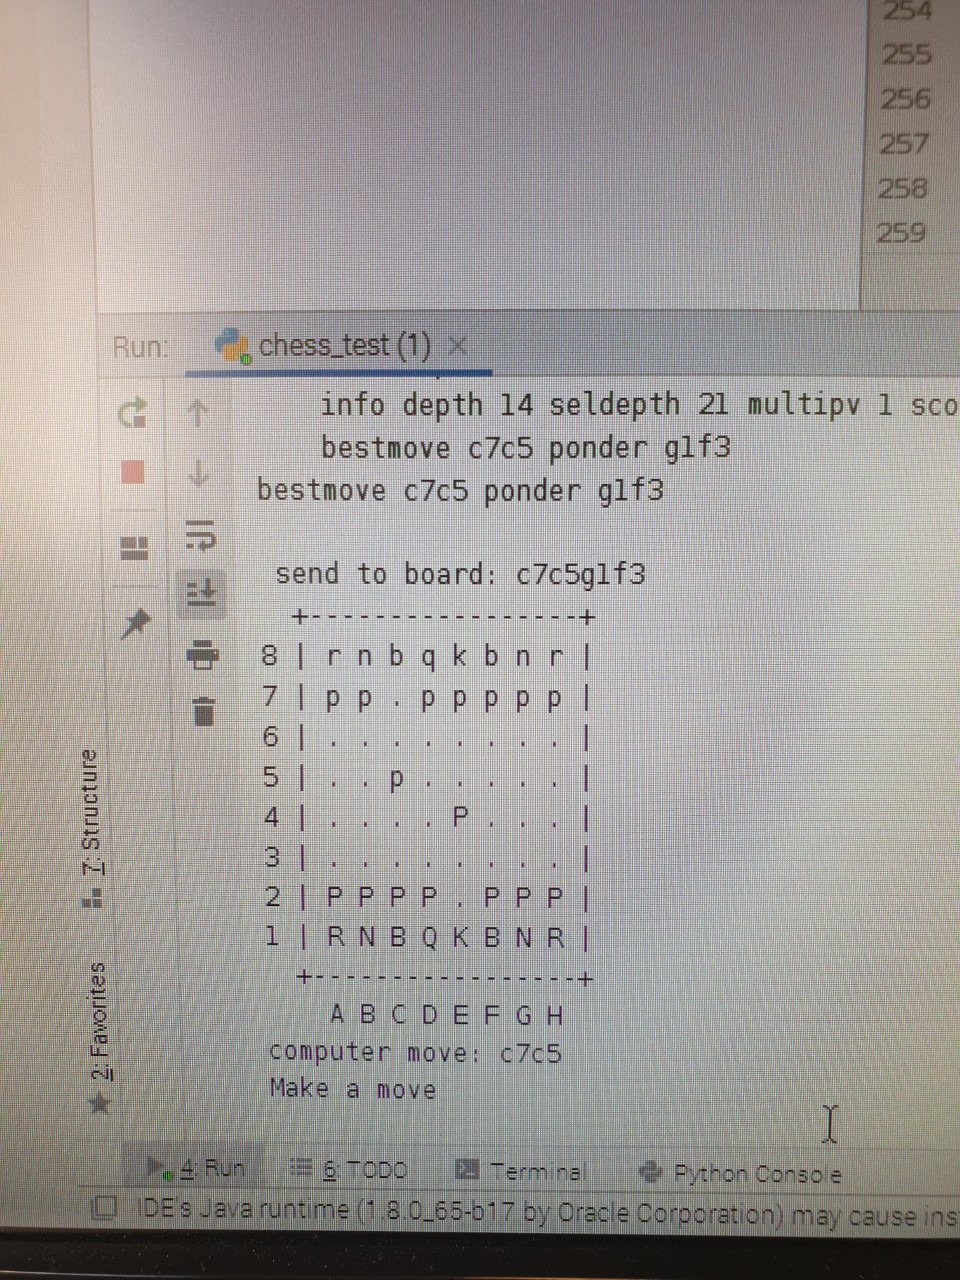 254
255
256
257
258
259
Run: chess_test (1) ×
info depth 14 seldepth 21 multipv 1 sco
bestmove c7c5 ponder g1f3
bestmove c7c5 ponder g1f3
send to board: c7c5g1f3
+----------------+
8 | r n b q k b n r |
7 | p p . p p p p p |
6 | . . . . . . . . |
5 | . . p . . . . . |
4 | . . . . P . . . |
3 | . . . . . . . . |
2 | P P P P . P P P |
1 | R N B Q K B N R |
+-----------------+
A B C D E F G H
computer move: c7c5
Make a move
7: Structure
2: Favorites
4: Run 6: TODO Terminal Python Console
IDE's Java runtime (1.8.0_65-b17 by Oracle Corporation) may cause ins